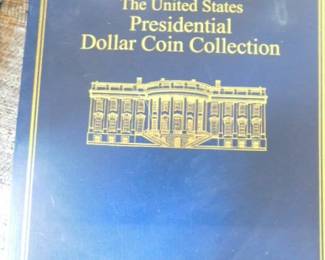 The United States
Presidential
Dollar Coin Collection